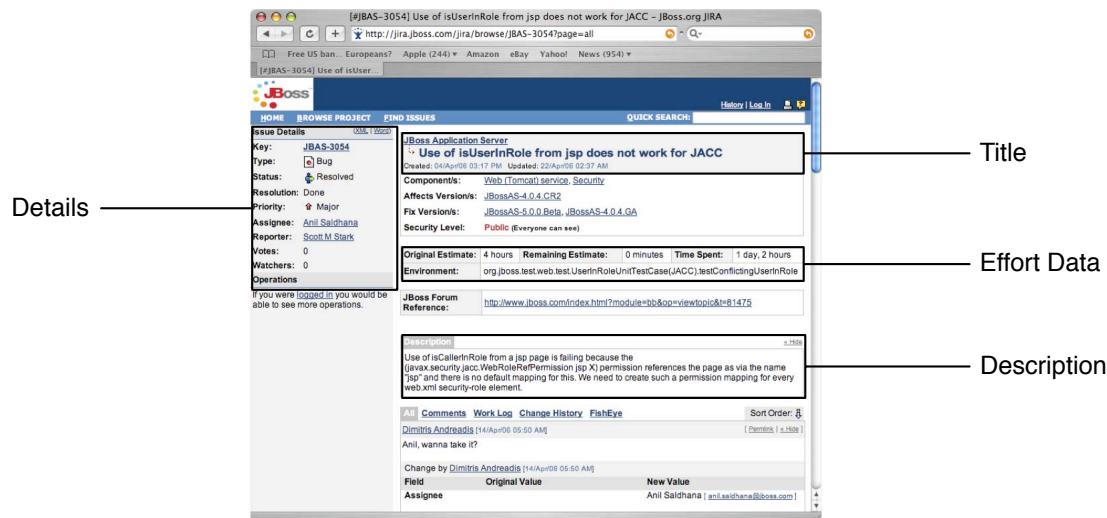 [#JBAS-3054] Use of isUserInRole from jsp does not work for JACC – JBoss.org JIRA
http://jira.jboss.com/jira/browse/JBAS-3054?page=all
Free US ban... Europeans? Apple (244) Amazon eBay Yahoo! News (954)
[#JBAS-3054] Use of isUser...
JBoss
History | Log In
HOME BROWSE PROJECT FIND ISSUES QUICK SEARCH:
Issue Details (XML | Word)
Key: JBAS-3054
Type: Bug
Status: Resolved
Resolution: Done
Priority: Major
Assignee: Anil Saldhana
Reporter: Scott M Stark
Votes: 0
Watchers: 0
Operations
If you were logged in you would be
able to see more operations.
JBoss Application Server
Use of isUserInRole from jsp does not work for JACC
Created: 04/Apr/06 03:17 PM Updated: 22/Apr/06 02:37 AM
Component/s: Web (Tomcat) service, Security
Affects Version/s: JBossAS-4.0.4.CR2
Fix Version/s: JBossAS-5.0.0.Beta, JBossAS-4.0.4.GA
Security Level: Public (Everyone can see)
Original Estimate: 4 hours Remaining Estimate: 0 minutes Time Spent: 1 day, 2 hours
Environment: org.jboss.test.web.test.UserInRoleUnitTestCase(JACC).testConflictingUserInRole
JBoss Forum
Reference: http://www.jboss.com/index.html?module=bb&op=viewtopic&t=81475
Description « Hide
Use of isCallerInRole from a jsp page is failing because the
(javax.security.jacc.WebRoleRefPermission jsp X) permission references the page as via the name
"jsp" and there is no default mapping for this. We need to create such a permission mapping for every
web.xml security-role element.
All Comments Work Log Change History FishEye Sort Order:
Dimitris Andreadis [14/Apr/06 05:50 AM] [ Permlink | « Hide ]
Anil, wanna take it?
Change by Dimitris Andreadis [14/Apr/06 05:50 AM]
Field Original Value New Value
Assignee Anil Saldhana [ anil.saldhana@jboss.com ]
Details
Title
Effort Data
Description